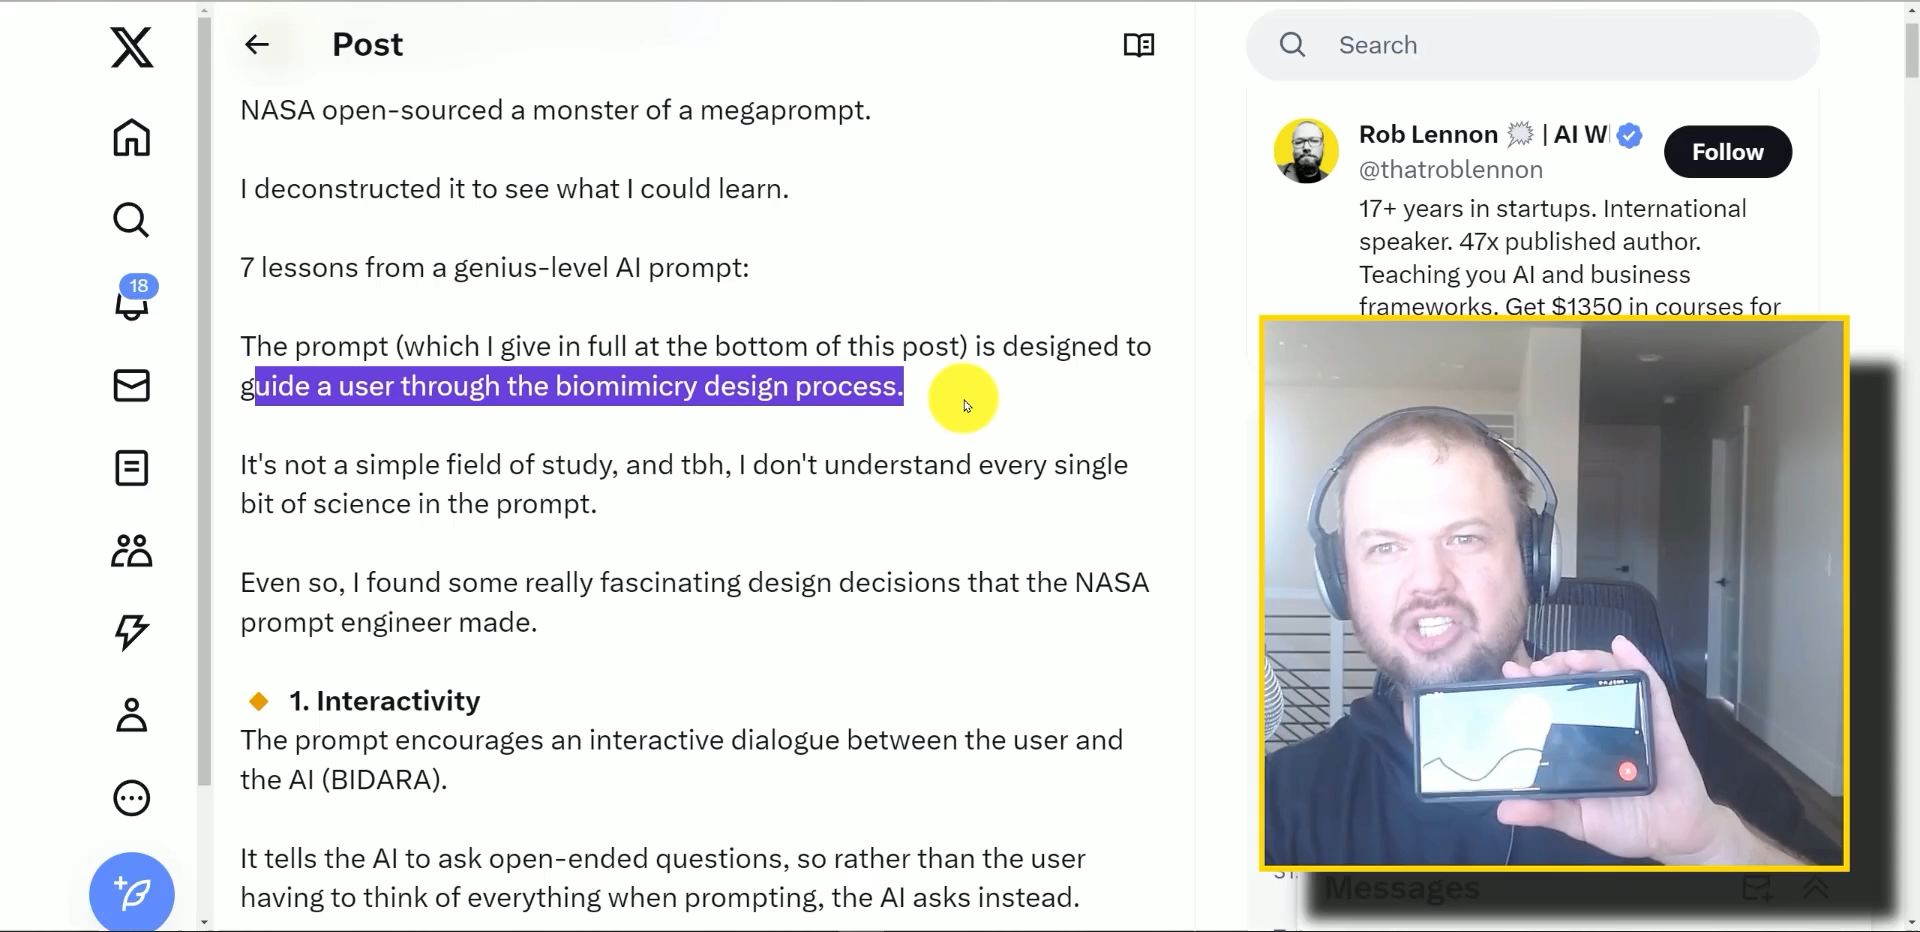 Post
Search
NASA open-sourced a monster of a megaprompt.
I deconstructed it to see what I could learn.
7 lessons from a genius-level AI prompt:
The prompt (which I give in full at the bottom of this post) is designed to
guide a user through the biomimicry design process.
It's not a simple field of study, and tbh, I don't understand every single
bit of science in the prompt.
Even so, I found some really fascinating design decisions that the NASA
prompt engineer made.
1. Interactivity
The prompt encourages an interactive dialogue between the user and
the AI (BIDARA).
It tells the AI to ask open-ended questions, so rather than the user
having to think of everything when prompting, the AI asks instead.
18
Rob Lennon | AI W
@thatroblennon
Follow
17+ years in startups. International
speaker. 47x published author.
Teaching you AI and business
frameworks. Get $1350 in courses for
Messages